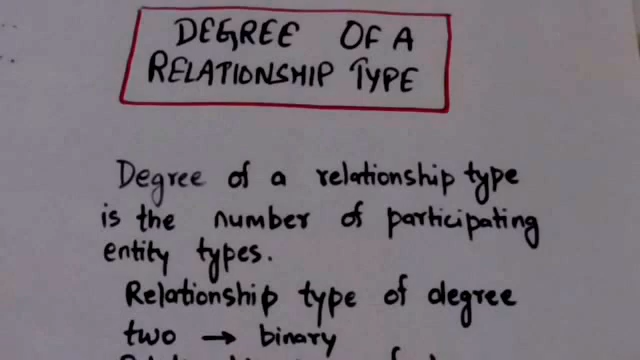 DEGREE OF A
RELATIONSHIP TYPE
Degree of a relationship type
is the number of participating
entity types.
Relationship type of degree
two → binary